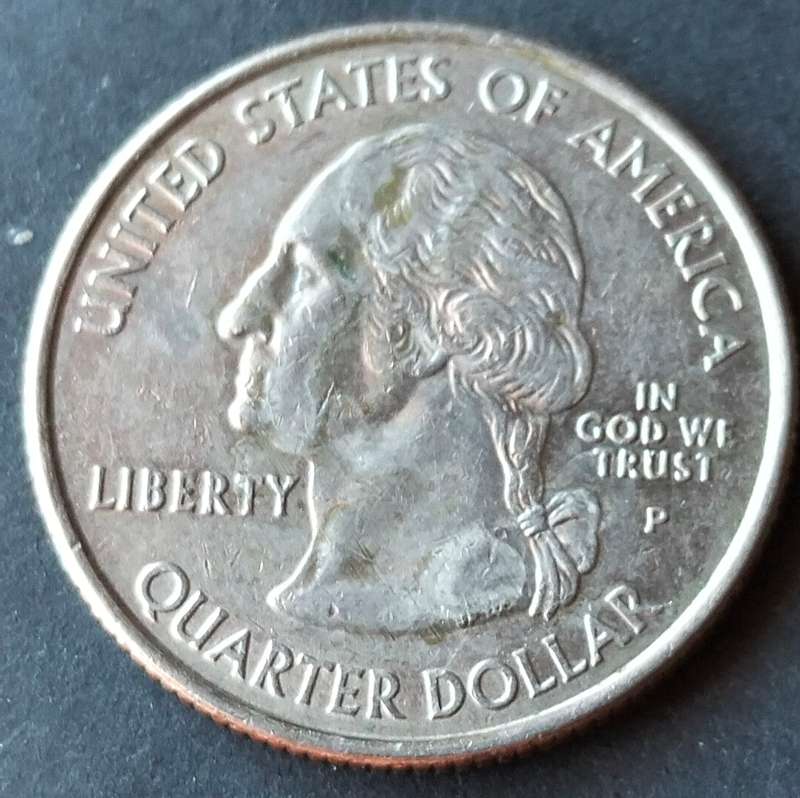 UNITED STATES OF AMERICA
LIBERTY
IN
GOD WE
TRUST
P
QUARTER DOLLAR